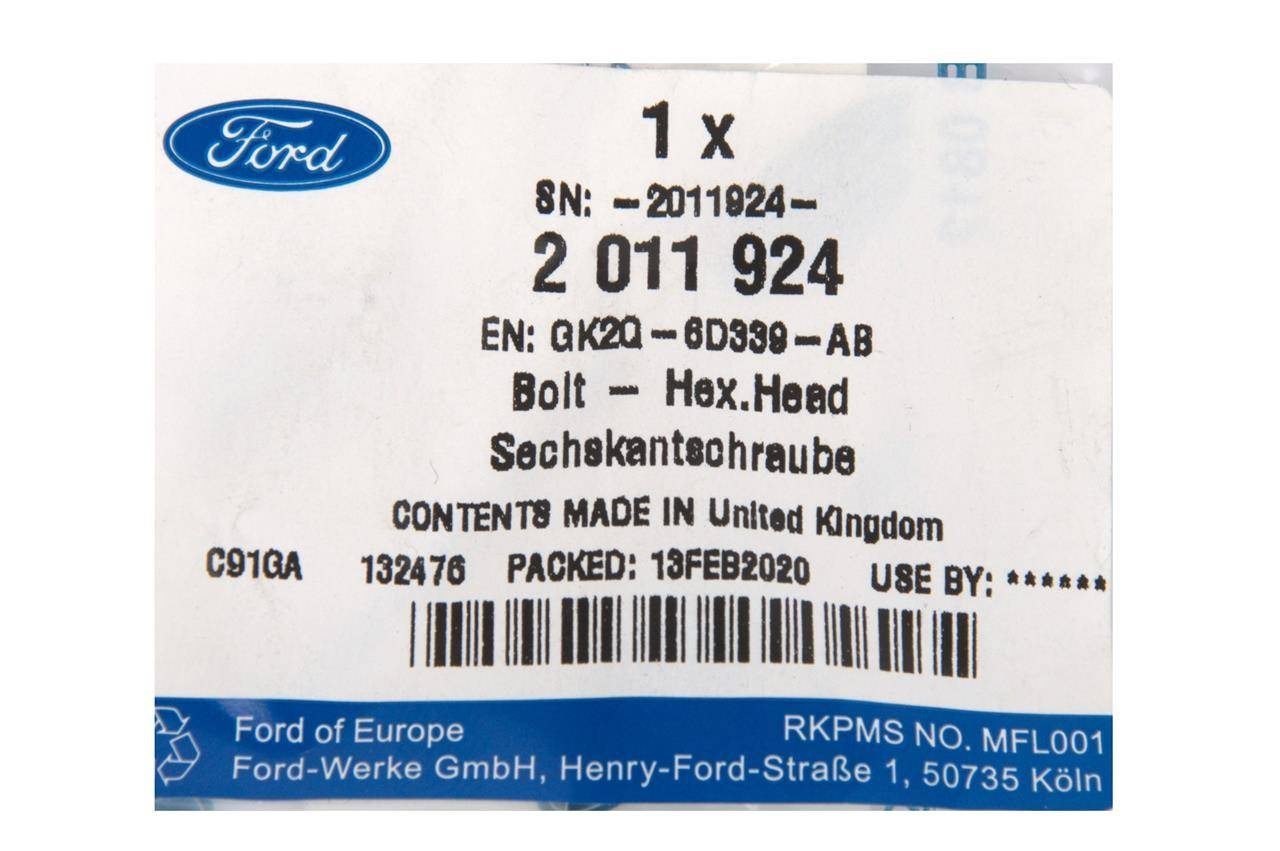 Ford
1 x
SN: -2011924-
2 011 924
EN: GK2Q-6D339-AB
Bolt - Hex.Head
Sechskantschraube
CONTENTS MADE IN United Kingdom
C91GA 132476 PACKED: 13FEB2020 USE BY: ******
Ford of Europe RKPMS NO. MFL001
Ford-Werke GmbH, Henry-Ford-Straße 1, 50735 Köln